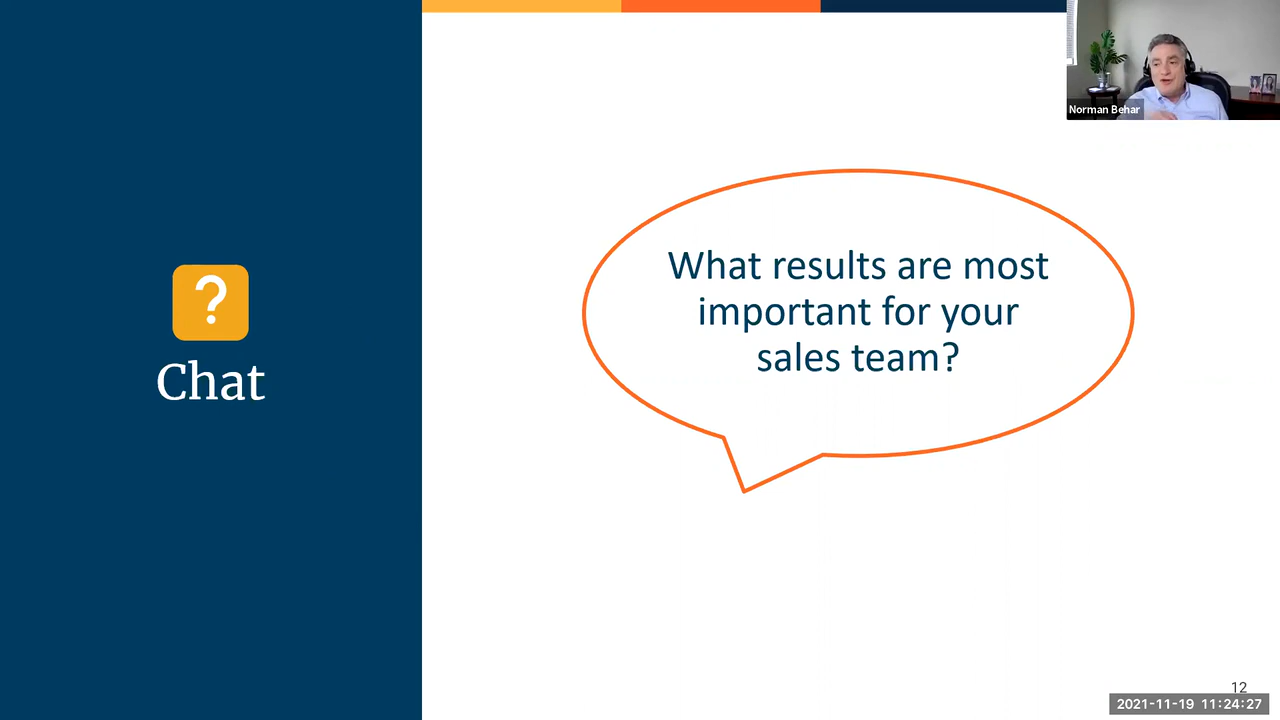 Norman Behar
?
Chat
What results are most
important for your
sales team?
12
2021-11-19 11:24:27